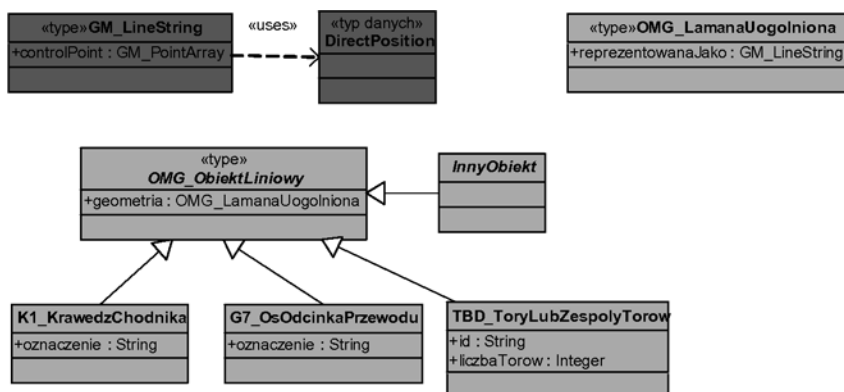 «type»GM_LineString
+controlPoint : GM_PointArray
«uses»
«typ danych»
DirectPosition
«type»OMG_LamanaUogolniona
+reprezentowanaJako : GM_LineString
«type»
OMG_ObiektLiniowy
+geometria : OMG_LamanaUogolniona
InnyObiekt
K1_KrawedzChodnika
+oznaczenie : String
G7_OsOdcinkaPrzewodu
+oznaczenie : String
TBD_ToryLubZespolyTorow
+id : String
+liczbaTorow : Integer